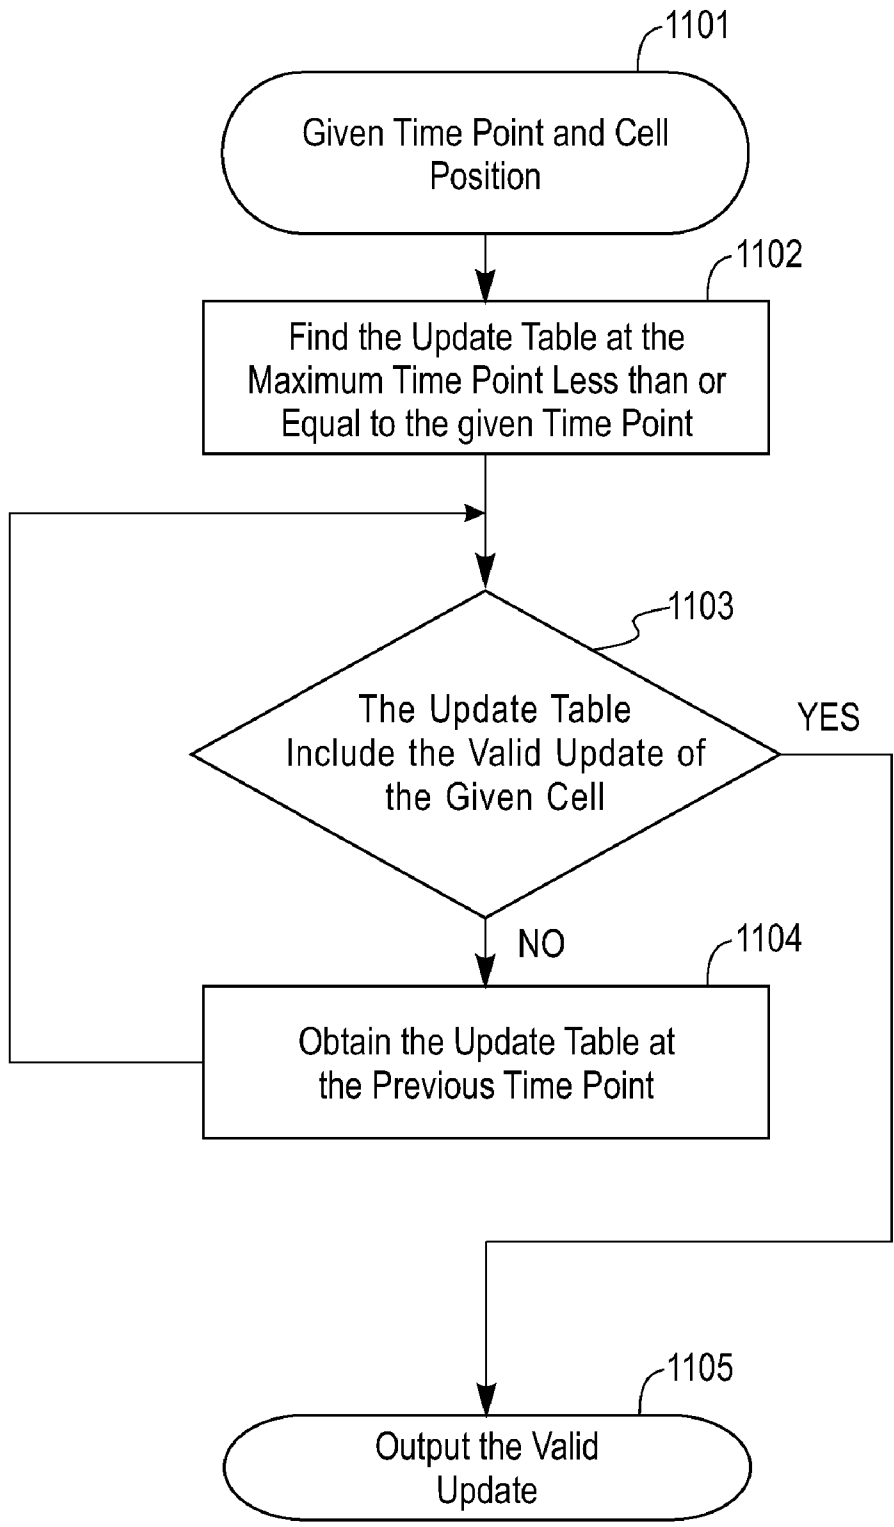 1101
Given Time Point and Cell
Position
1102
Find the Update Table at the
Maximum Time Point Less than or
Equal to the given Time Point
1103
The Update Table
Include the Valid Update of
the Given Cell
YES
NO
1104
Obtain the Update Table at
the Previous Time Point
1105
Output the Valid
Update